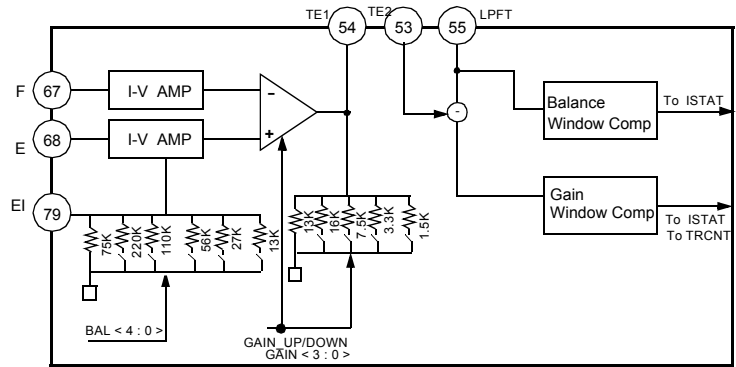 TE1 TE2 LPFT
54 53 55
F 67 I-V AMP
E 68 I-V AMP
-
+
-
Balance
Window Comp
To ISTAT
Gain
Window Comp
To ISTAT
To TRCNT
EI 79
75K 220K 110K 56K 27K 13K
13K 16K 7.5K 3.3K 1.5K
BAL < 4 : 0 >
GAIN_UP/DOWN
GAIN < 3 : 0 >